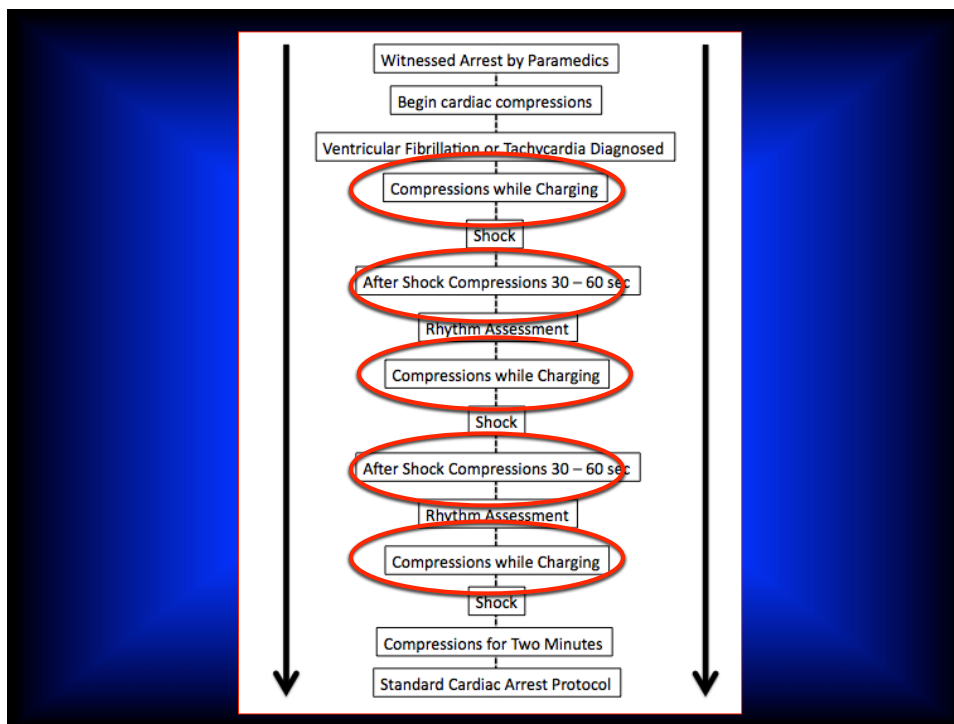 Witnessed Arrest by Paramedics
Begin cardiac compressions
Ventricular Fibrillation or Tachycardia Diagnosed
Compressions while Charging
Shock
After Shock Compressions 30 – 60 sec
Rhythm Assessment
Compressions while Charging
Shock
After Shock Compressions 30 – 60 sec
Rhythm Assessment
Compressions while Charging
Shock
Compressions for Two Minutes
Standard Cardiac Arrest Protocol